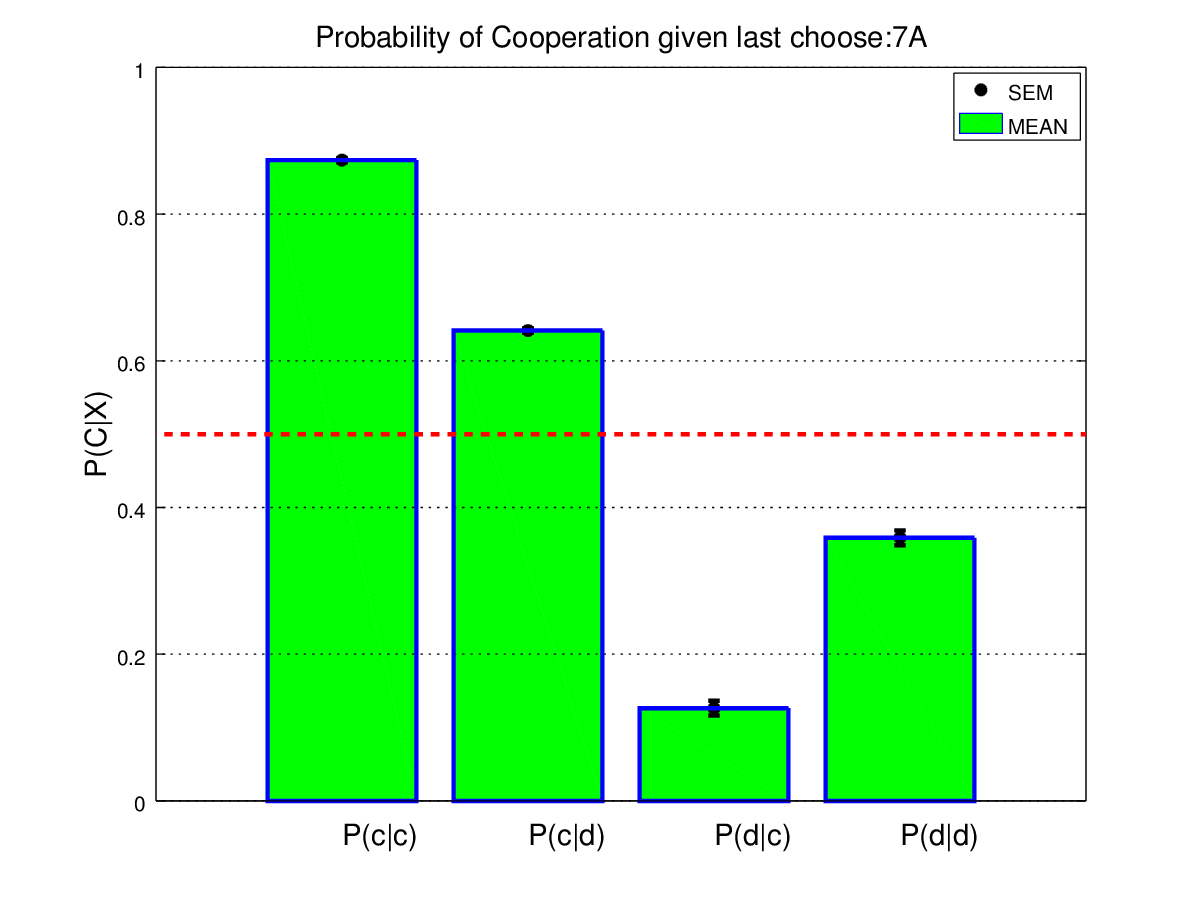 Probability of Cooperation given last choose:7A
1
0.8
0.6
0.4
0.2
0
P(C|X)
SEM
MEAN
P(c|c)
P(c|d)
P(d|c)
P(d|d)